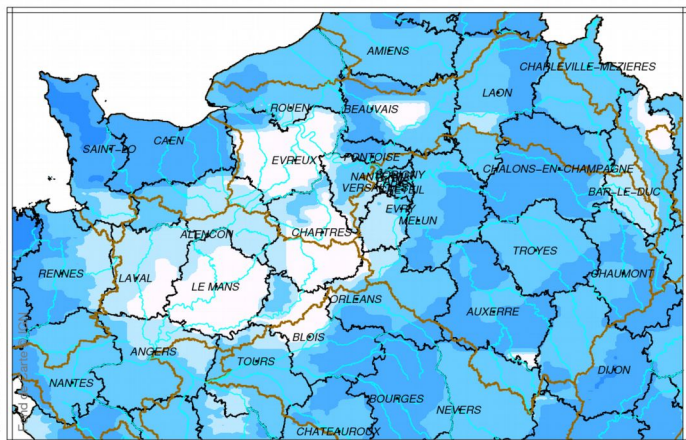 AMIENS
CHARLEVILLE-MEZIERES
LAON
ROUEN
BEAUVAIS
SAINT-LO
CAEN
EVREUX
PONTOISE
CHALONS-EN-CHAMPAGNE
BAR-LE-DUC
EVRY
MELUN
ALENCON
CHARTRES
TROYES
RENNES
LAVAL
LE MANS
CHAUMONT
ORLEANS
AUXERRE
BLOIS
ANGERS
TOURS
DIJON
NANTES
BOURGES
NEVERS
CHATEAUROUX